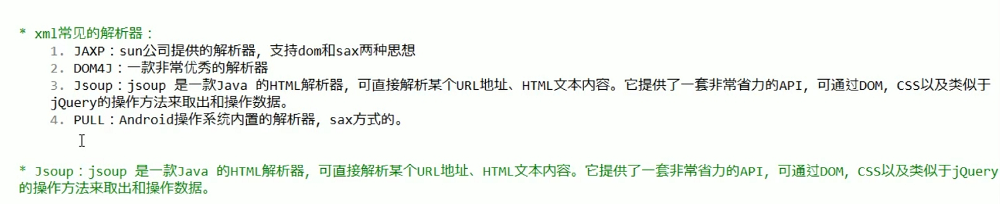 * xml常见的解析器：
1. JAXP：sun公司提供的解析器，支持dom和sax两种思想
2. DOM4J：一款非常优秀的解析器
3. Jsoup：jsoup 是一款Java 的HTML解析器，可直接解析某个URL地址、HTML文本内容。它提供了一套非常省力的API，可通过DOM，CSS以及类似于
jQuery的操作方法来取出和操作数据。
4. PULL：Android操作系统内置的解析器，sax方式的。
* Jsoup：jsoup 是一款Java 的HTML解析器，可直接解析某个URL地址、HTML文本内容。它提供了一套非常省力的API，可通过DOM，CSS以及类似于jQuery
的操作方法来取出和操作数据。